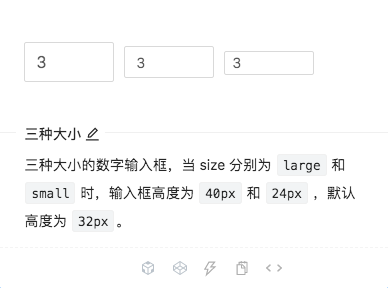 3 3 3
三种大小
三种大小的数字输入框，当 size 分别为 large 和
small 时，输入框高度为 40px 和 24px ，默认
高度为 32px 。